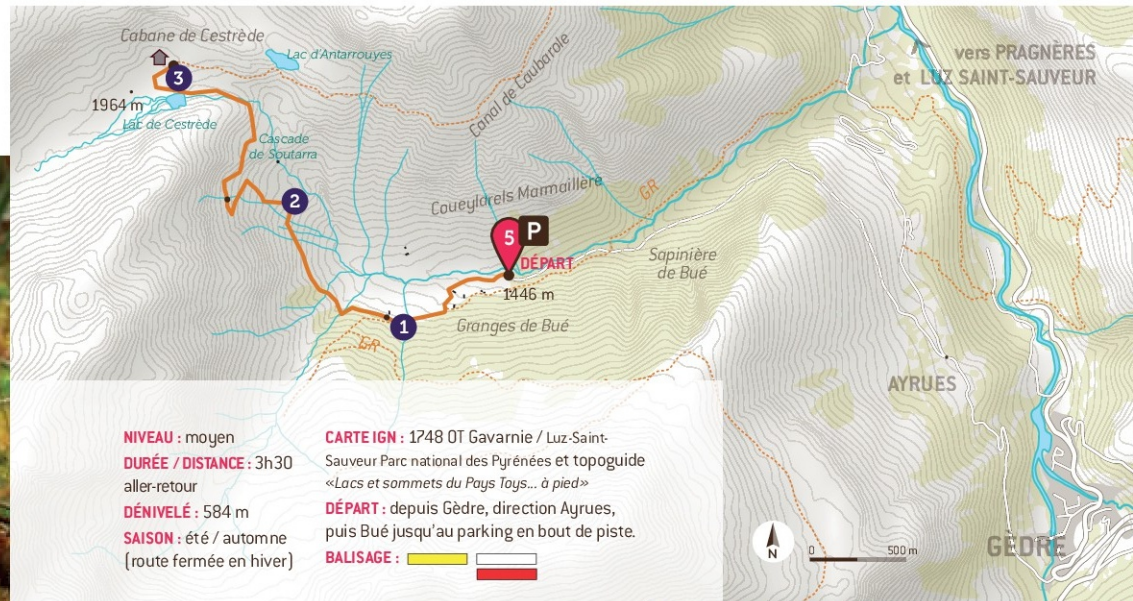 Cabane de Cestrède
Lac d'Antarrouyes
3
1964 m
Lac de Cestrède
Cascade
de Soutarra
Canal de Caubarole
vers PRAGNÈRES
et LUZ SAINT-SAUVEUR
2
Coueylarels Marmaillère
GR
5
P
DÉPART
1446 m
Sapinière
de Bué
1
Granges de Bué
GR
AYRUES
GÈDRE
NIVEAU : moyen
DURÉE / DISTANCE : 3h30
aller-retour
DÉNIVELÉ : 584 m
SAISON : été / automne
(route fermée en hiver)
CARTE IGN : 1748 OT Gavarnie / Luz-Saint-
Sauveur Parc national des Pyrénées et topoguide
«Lacs et sommets du Pays Toys... à pied»
DÉPART : depuis Gèdre, direction Ayrues,
puis Bué jusqu'au parking en bout de piste.
BALISAGE :
N
0
500 m